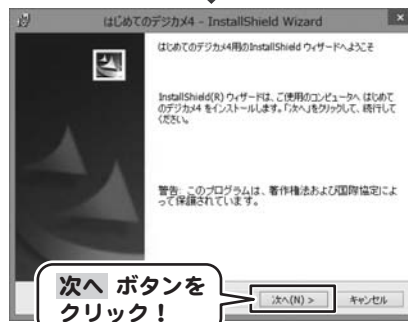 はじめてのデジカメ4 - InstallShield Wizard
はじめてのデジカメ4用のInstallShield ウィザードへようこそ
InstallShield(R) ウィザードは、ご使用のコンピュータへ はじめて
のデジカメ4 をインストールします。「次へ」をクリックして、続行して
ください。
警告: このプログラムは、著作権法および国際協定によ
って保護されています。
次へ ボタンを
クリック！
次へ(N) >
キャンセル